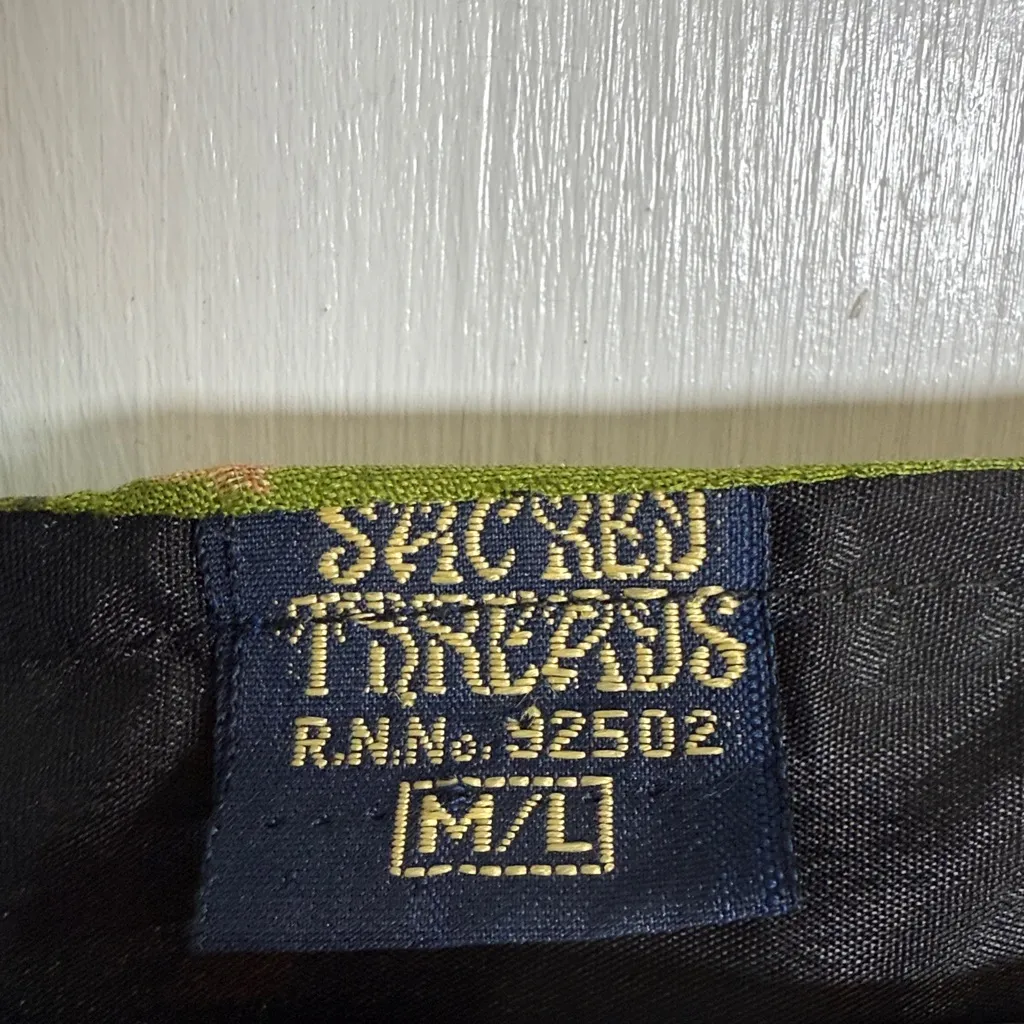 SACRED
THREADS
R.N.No. 92502
M/L